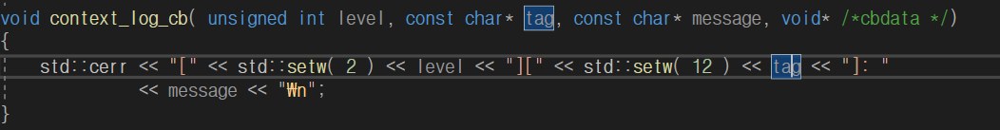 void context_log_cb( unsigned int level, const char* tag, const char* message, void* /*cbdata */)
{
std::cerr << "[" << std::setw( 2 ) << level << "][" << std::setw( 12 ) << tag << "]: "
<< message << "₩n";
}